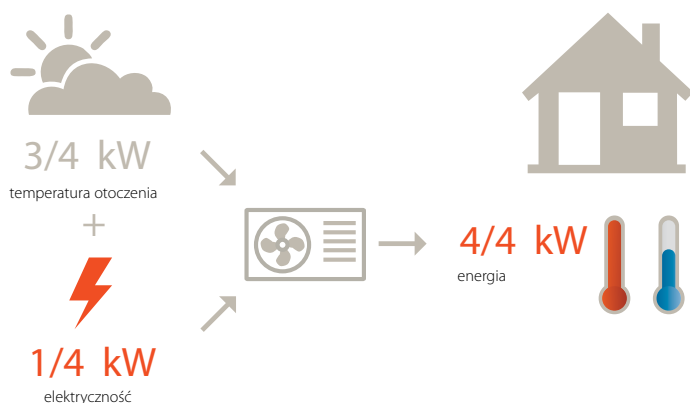 3/4 kW
temperatura otoczenia
+
1/4 kW
elektryczność
4/4 kW
energia